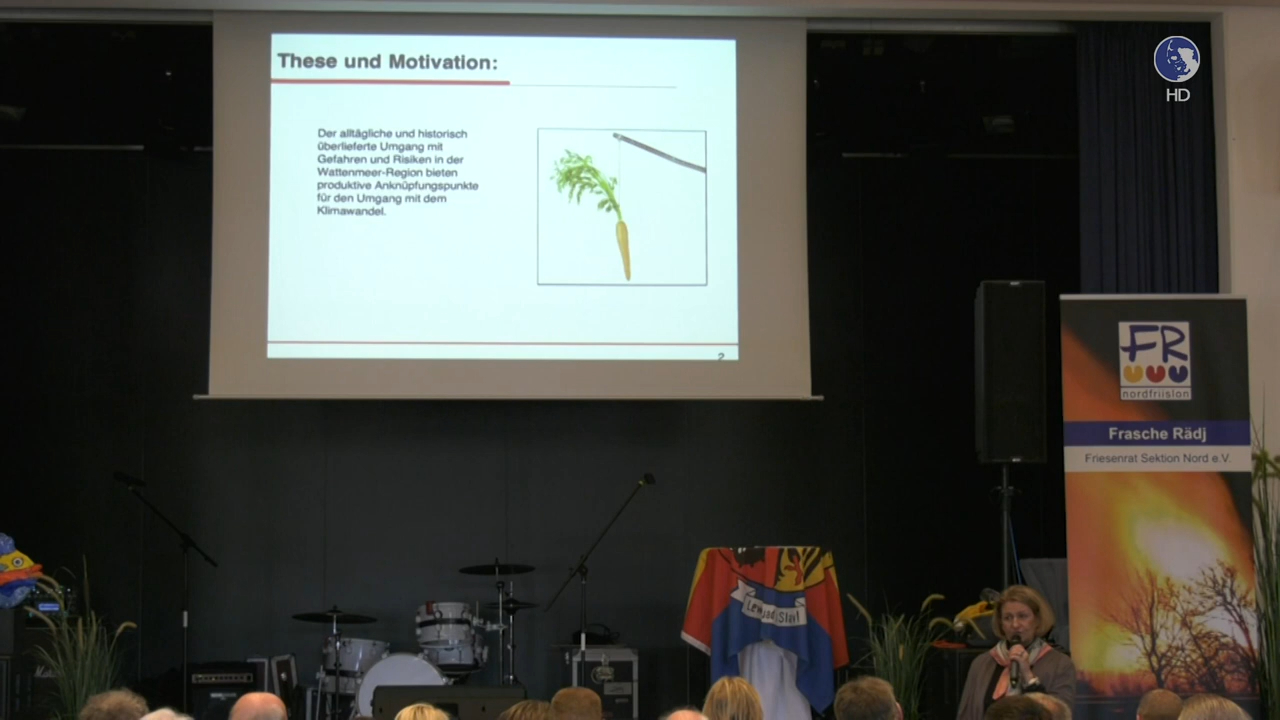 These und Motivation:
Der alltägliche und historisch
überlieferte Umgang mit
Gefahren und Risiken in der
Wattenmeer-Region bieten
produktive Anknüpfungspunkte
für den Umgang mit dem
Klimawandel.
2
HD
FR
nordfriislon
Frasche Rädj
Friesenrat Sektion Nord e.V.